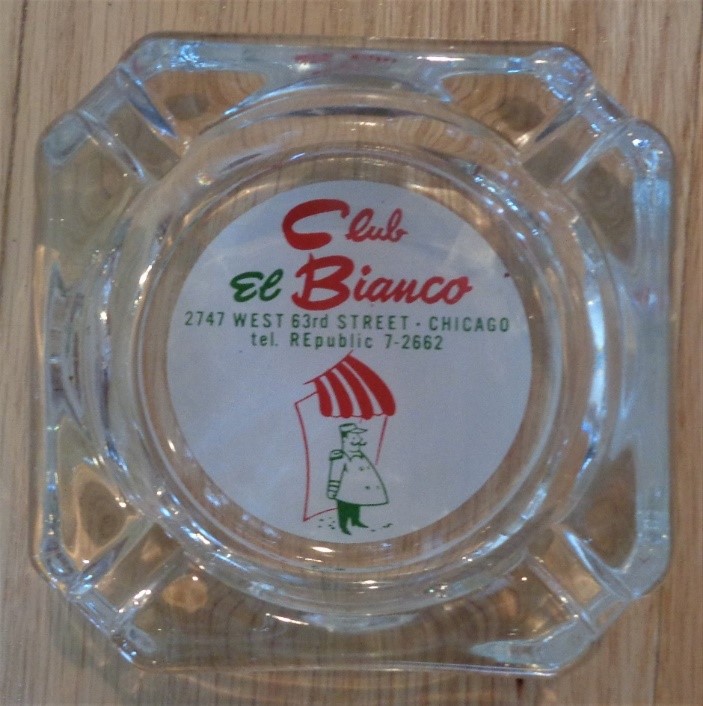 Club
El Bianco
2747 WEST 63rd STREET · CHICAGO
tel. REpublic 7-2662